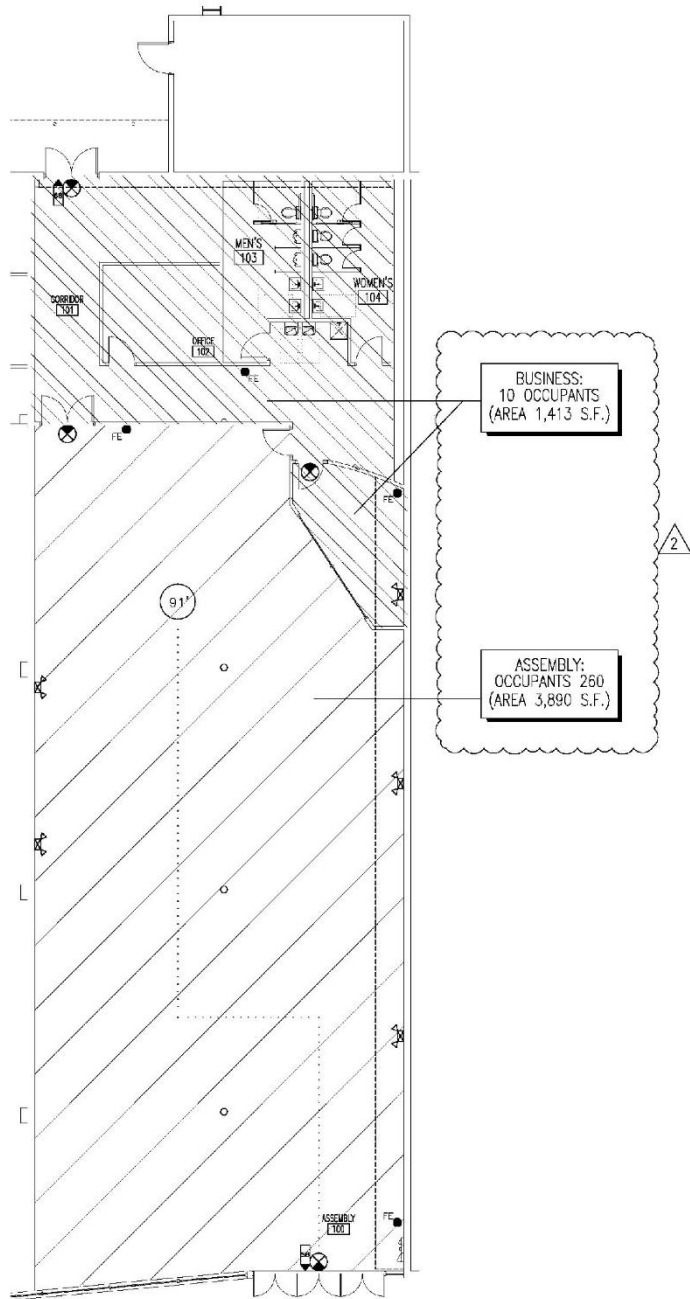 MEN'S
103
WOMEN'S
104
CORRIDOR
101
OFFICE
102
FE
FE
FE
BUSINESS:
10 OCCUPANTS
(AREA 1,413 S.F.)
2
91'
ASSEMBLY:
OCCUPANTS 260
(AREA 3,890 S.F.)
ASSEMBLY
100
FE